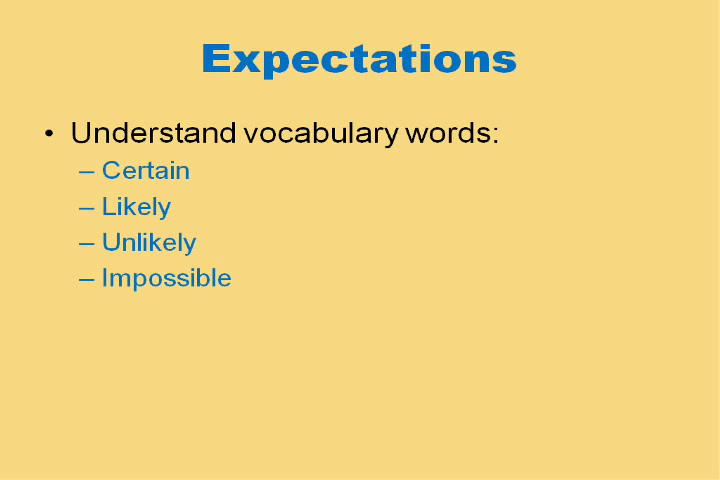 Expectations
• Understand vocabulary words:
– Certain
– Likely
– Unlikely
– Impossible